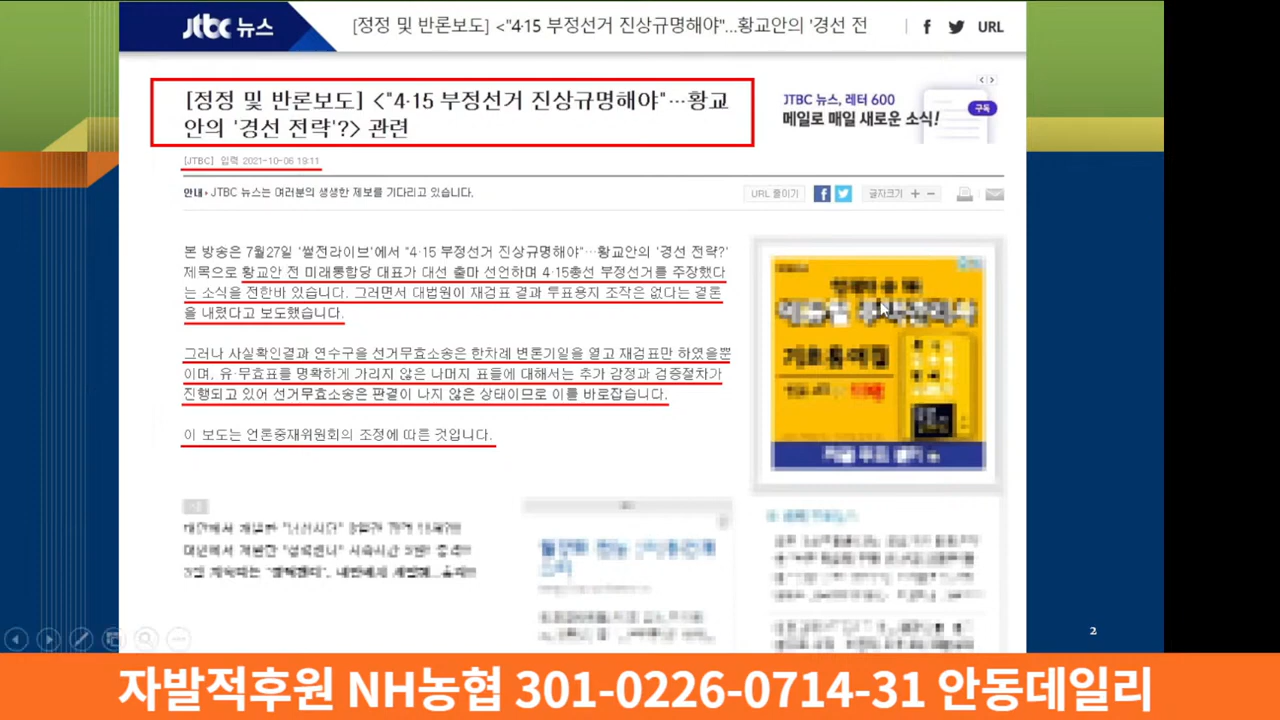 JTBC 뉴스
[정정 및 반론보도] <"4·15 부정선거 진상규명해야"…황교안의 '경선 전
URL
[정정 및 반론보도] <"4·15 부정선거 진상규명해야"…황교
안의 '경선 전략'?> 관련
JTBC 뉴스, 레터 600
메일로 매일 새로운 소식!
구독
[JTBC] 입력 2021-10-06 19:11
안내 JTBC 뉴스는 여러분의 생생한 제보를 기다리고 있습니다.
URL 줄이기
글자크기 + -
본 방송은 7월27일 '썰전라이브'에서 "4·15 부정선거 진상규명해야"…황교안의 '경선 전략?'
제목으로 황교안 전 미래통합당 대표가 대선 출마 선언하며 4·15총선 부정선거를 주장했다
는 소식을 전한바 있습니다. 그러면서 대법원이 재검표 결과 투표용지 조작은 없다는 결론
을 내렸다고 보도했습니다.
그러나 사실확인결과 연수구을 선거무효소송은 한차례 변론기일을 열고 재검표만 하였을뿐
이며, 유·무효표를 명확하게 가리지 않은 나머지 표들에 대해서는 추가 감정과 검증절차가
진행되고 있어 선거무효소송은 판결이 나지 않은 상태이므로 이를 바로잡습니다.
이 보도는 언론중재위원회의 조정에 따른 것입니다.
2
자발적후원 NH농협 301-0226-0714-31 안동데일리